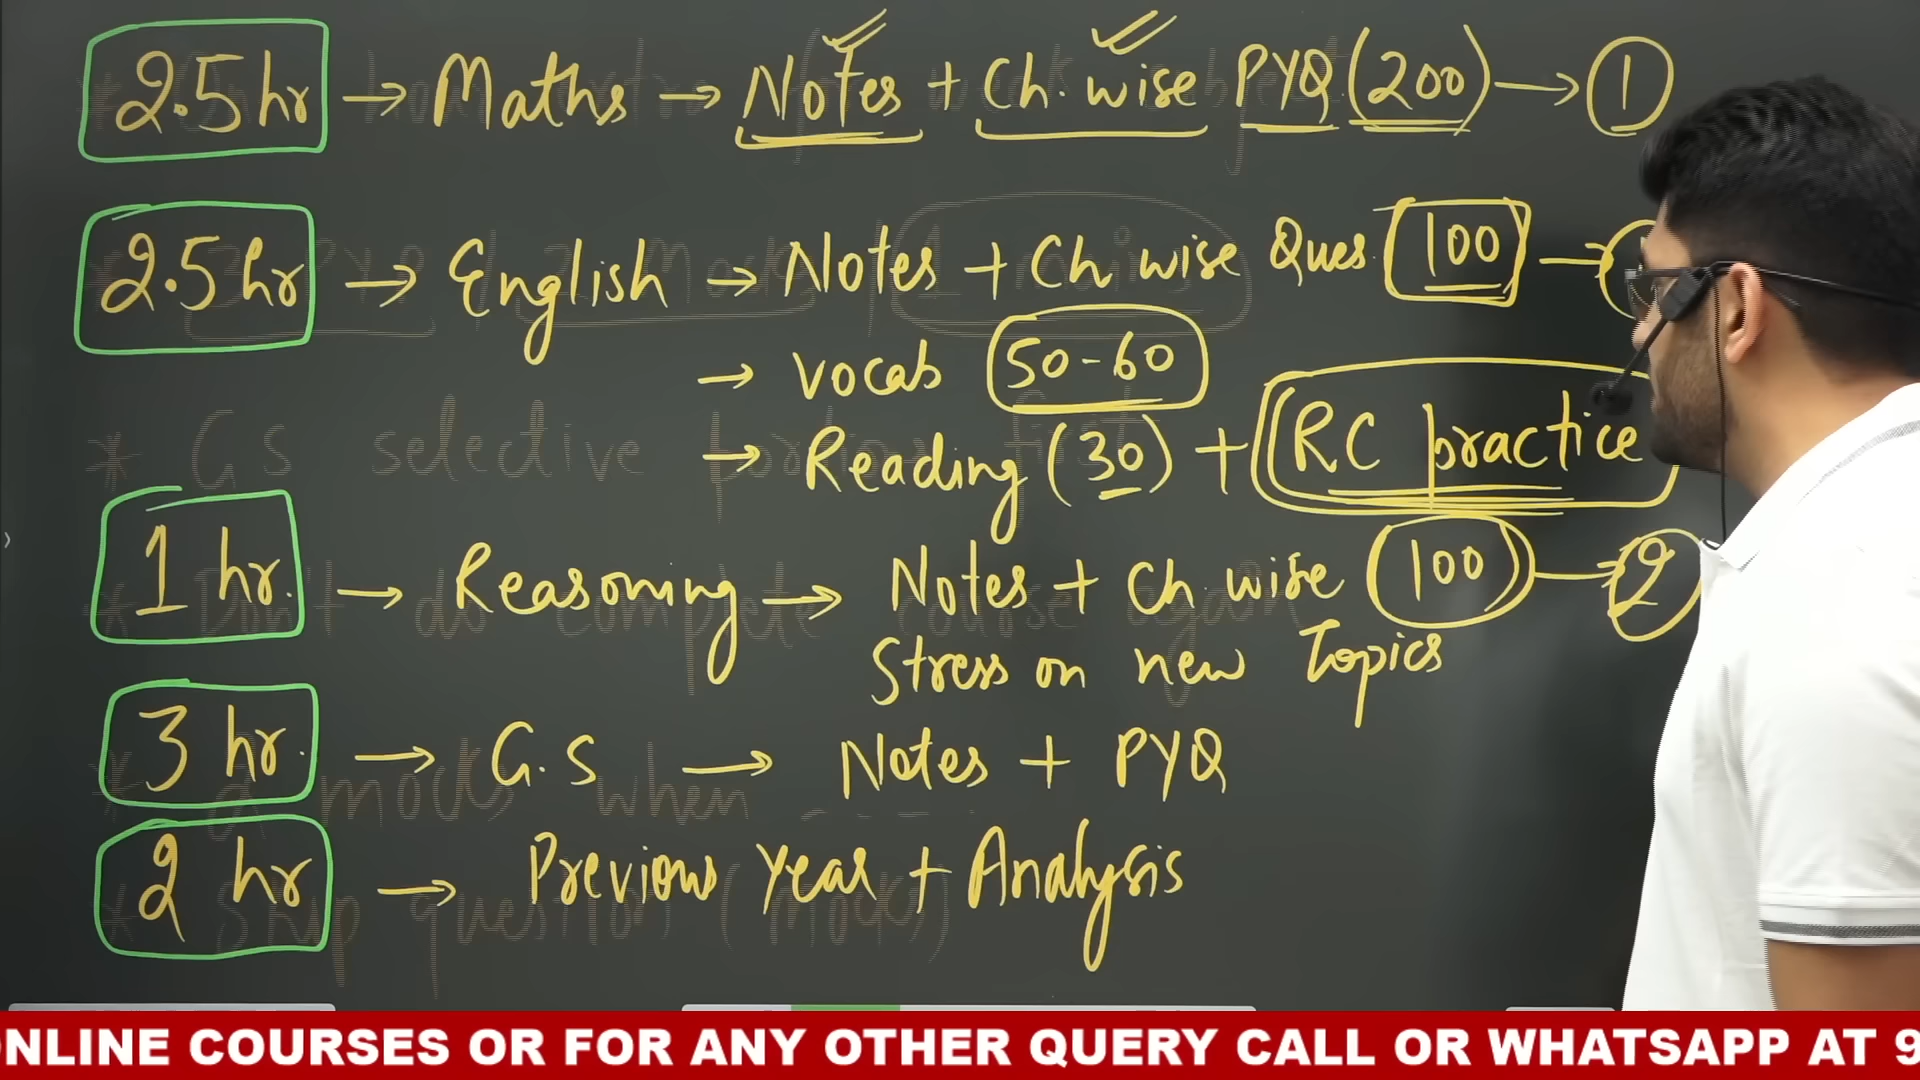 2.5 hr → Maths → Notes + Ch. wise PYQ (200) → 1
2.5 hr → English → Notes + Ch wise Ques. 100 →
→ vocab 50-60
→ Reading (30) + RC practice
1 hr. → Reasoning → Notes + Ch. wise 100 → 2
Stress on new Topics
3 hr. → G.S → Notes + PYQ
2 hr → Previous Year + Analysis
NLINE COURSES OR FOR ANY OTHER QUERY CALL OR WHATSAPP AT 9